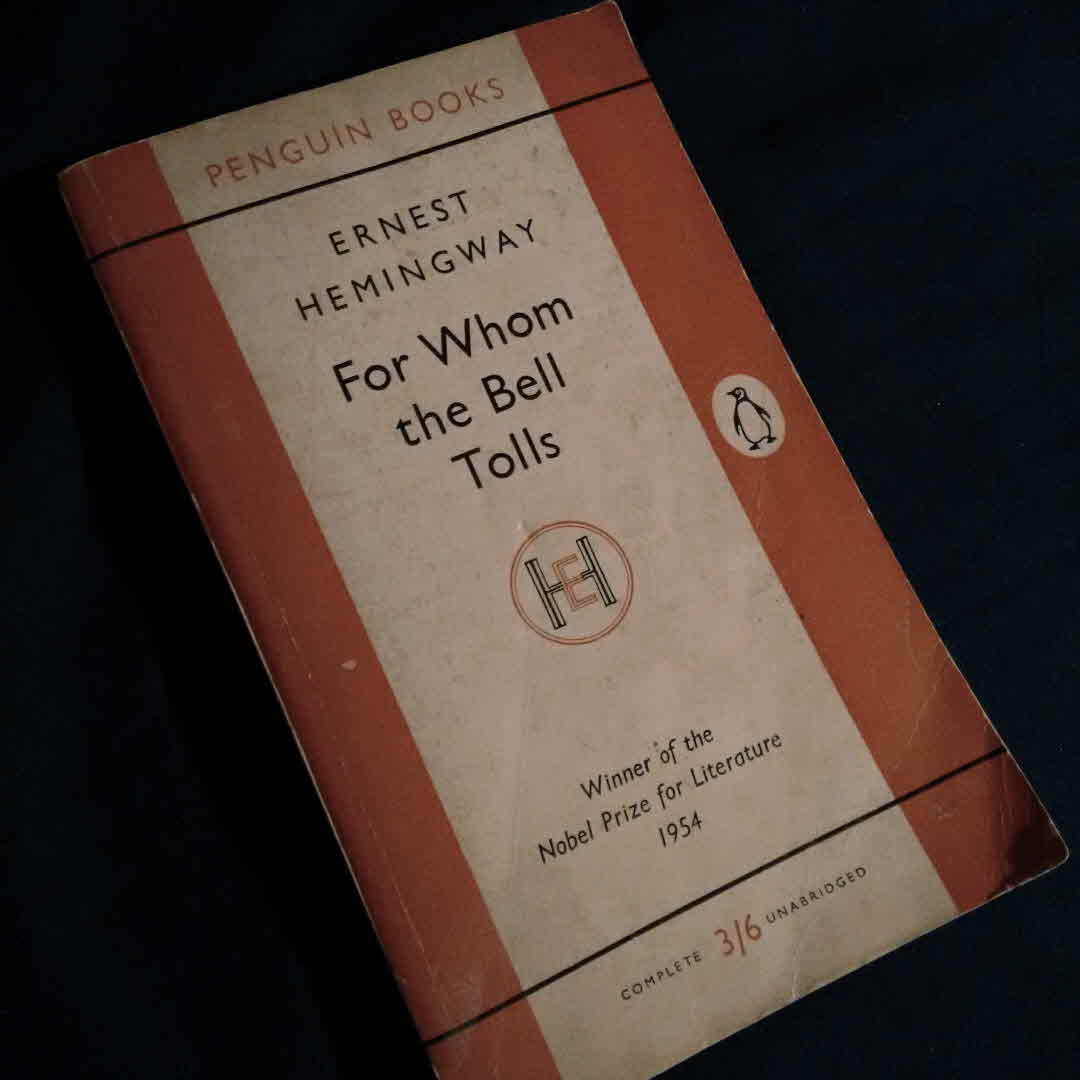 PENGUIN BOOKS
ERNEST
HEMINGWAY
For Whom
the Bell
Tolls
HEH
Winner of the
Nobel Prize for Literature
1954
COMPLETE 3/6 UNABRIDGED